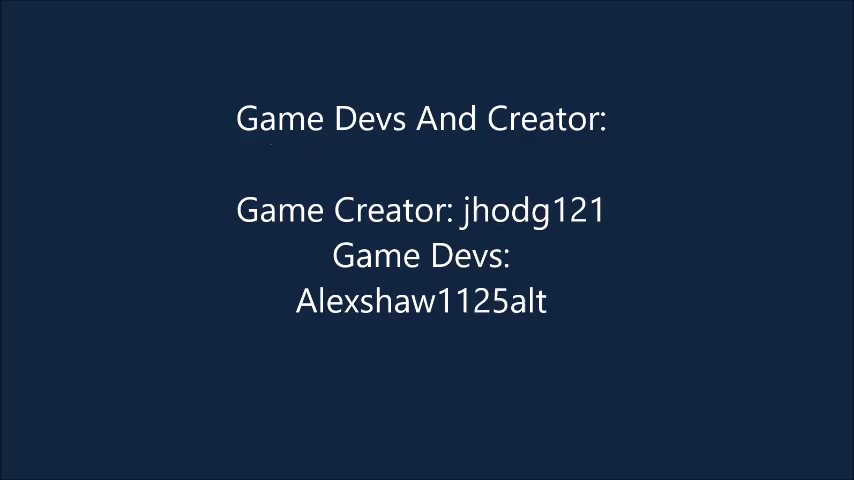 Game Devs And Creator:
Game Creator: jhodg121
Game Devs:
Alexshaw1125alt